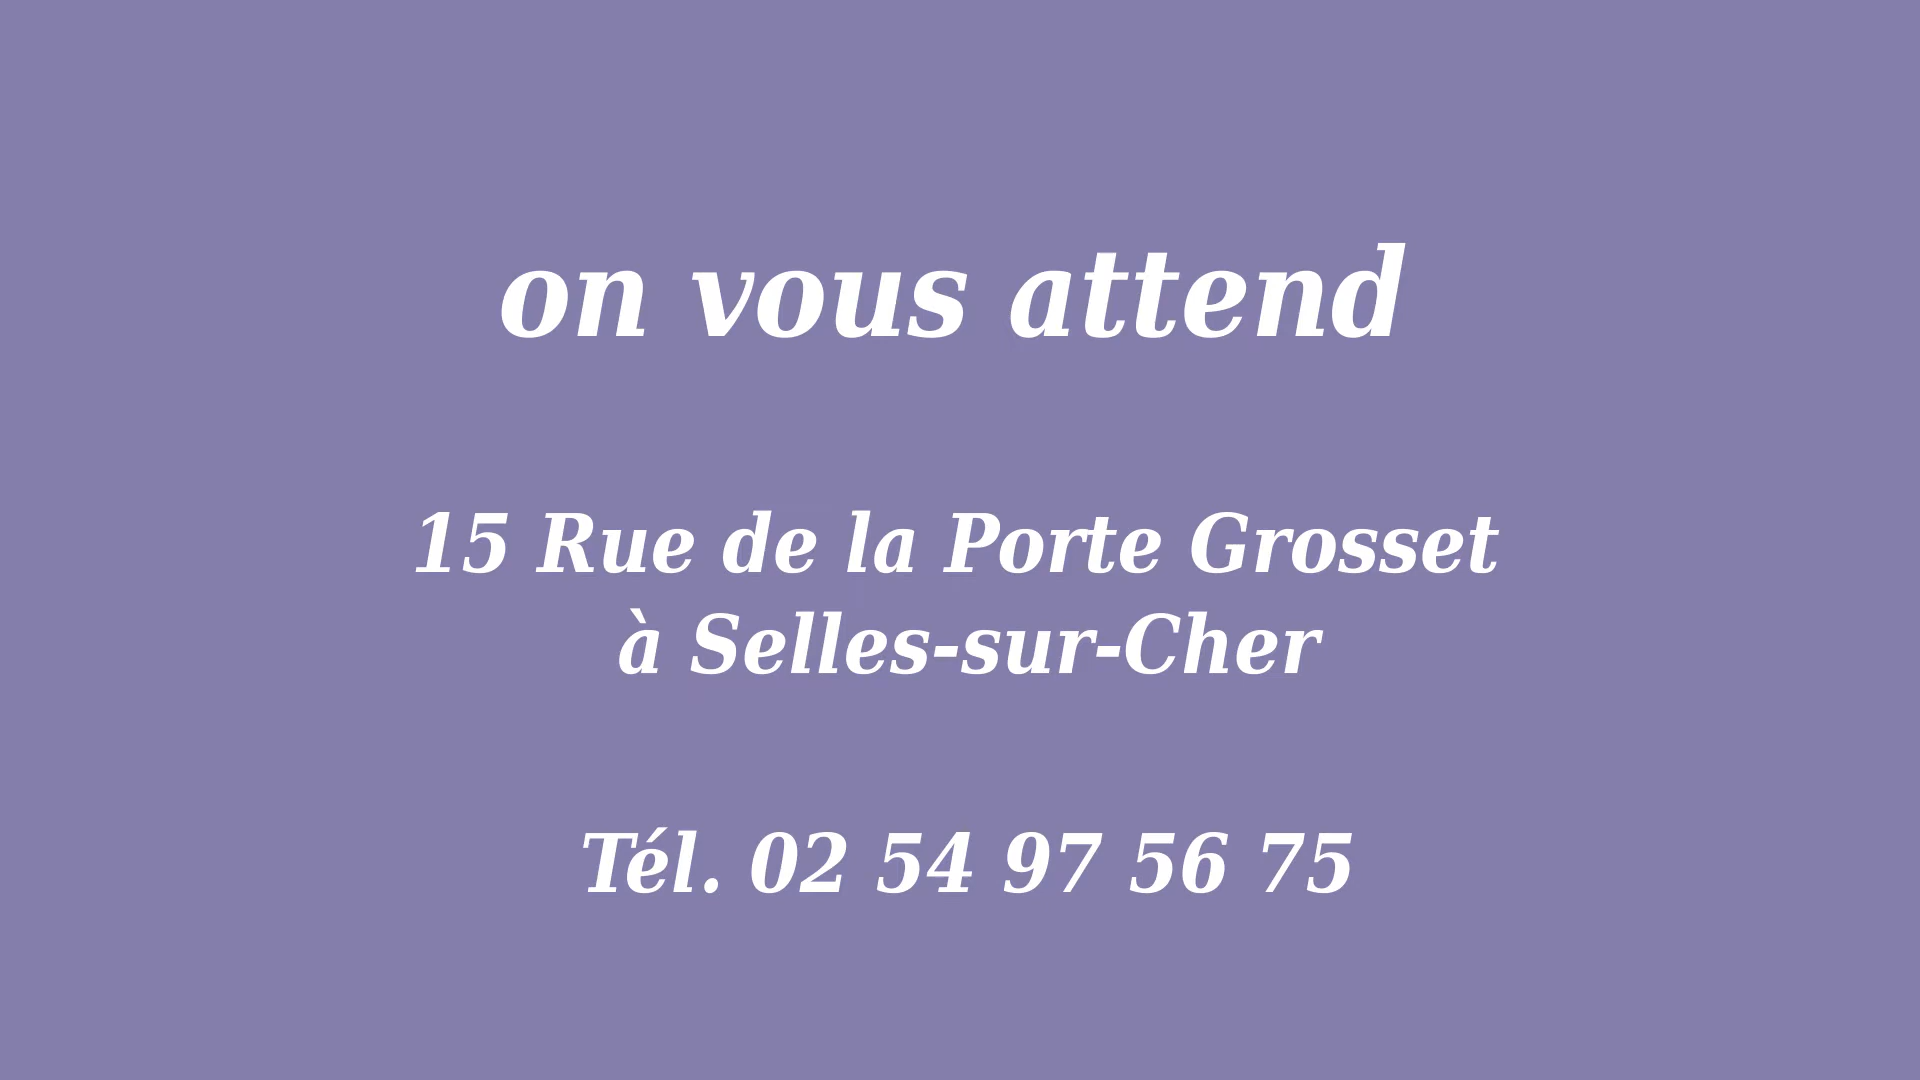 on vous attend
15 Rue de la Porte Grosset
à Selles-sur-Cher
Tél. 02 54 97 56 75